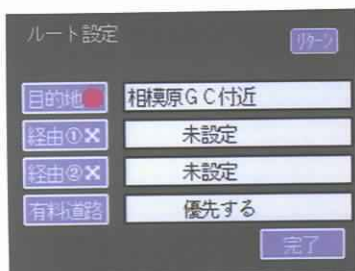 ルート設定
リターン
目的地 相模原GC付近
経由①× 未設定
経由②× 未設定
有料道路 優先する
完了